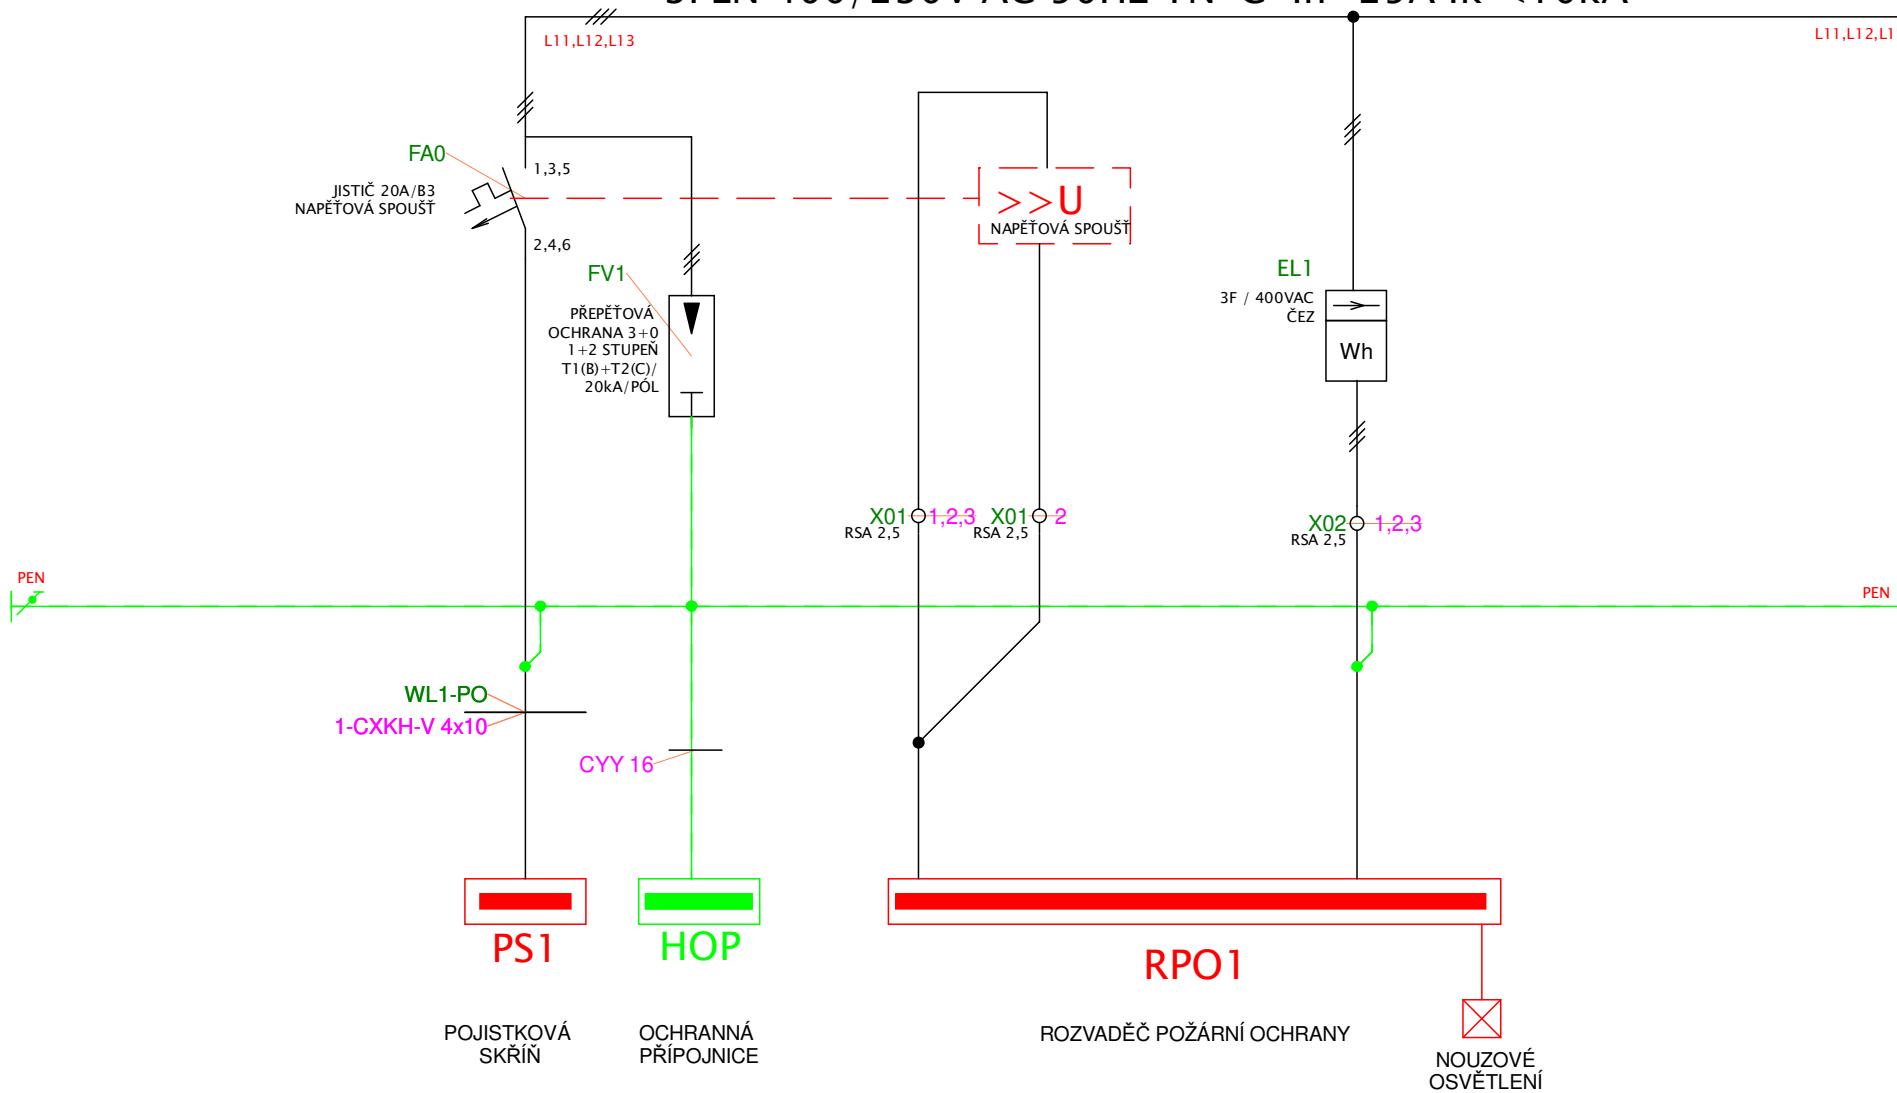 L11,L12,L13
L11,L12,L1
FA0
1,3,5
JISTIČ 20A/B3
NAPĚŤOVÁ SPOUŠŤ
2,4,6
>>U
NAPĚŤOVÁ SPOUŠŤ
FV1
PŘEPĚŤOVÁ
OCHRANA 3+0
1+2 STUPEŇ
T1(B)+T2(C)/
20kA/PÓL
EL1
3F / 400VAC
ČEZ
Wh
X01 1,2,3
RSA 2,5
X01 2
RSA 2,5
X02 1,2,3
RSA 2,5
PEN
PEN
WL1-PO
1-CXKH-V 4x10
CYY 16
PS1
HOP
RPO1
POJISTKOVÁ
SKŘÍŇ
OCHRANNÁ
PŘÍPOJNICE
ROZVADĚČ POŽÁRNÍ OCHRANY
NOUZOVÉ
OSVĚTLENÍ